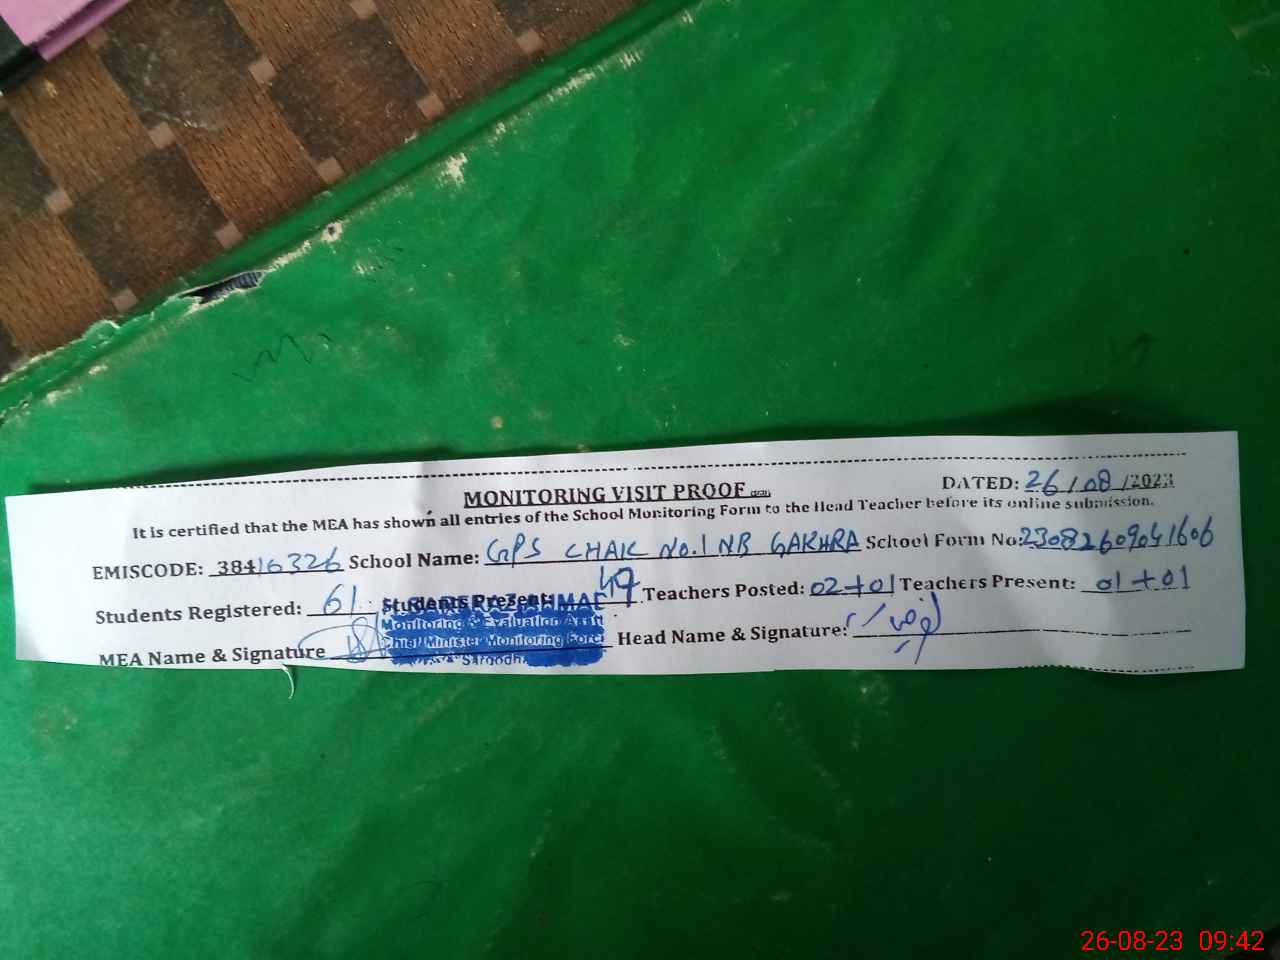 DATED: 26/08/2023
MONITORING VISIT PROOF
It is certified that the MEA has shown all entries of the School Monitoring Form to the Head Teacher before its online submission.
EMISCODE: 38416326 School Name: GPS CHAK No.1 NB GAKHRA School Form No:
Students Registered: 61 Students Present: 47 Teachers Posted: 02+01 Teachers Present: 01+01
Monitoring & Evaluation Asstt
Chief Minister Monitoring Force
Sargodha
MEA Name & Signature Head Name & Signature:
26-08-23 09:42